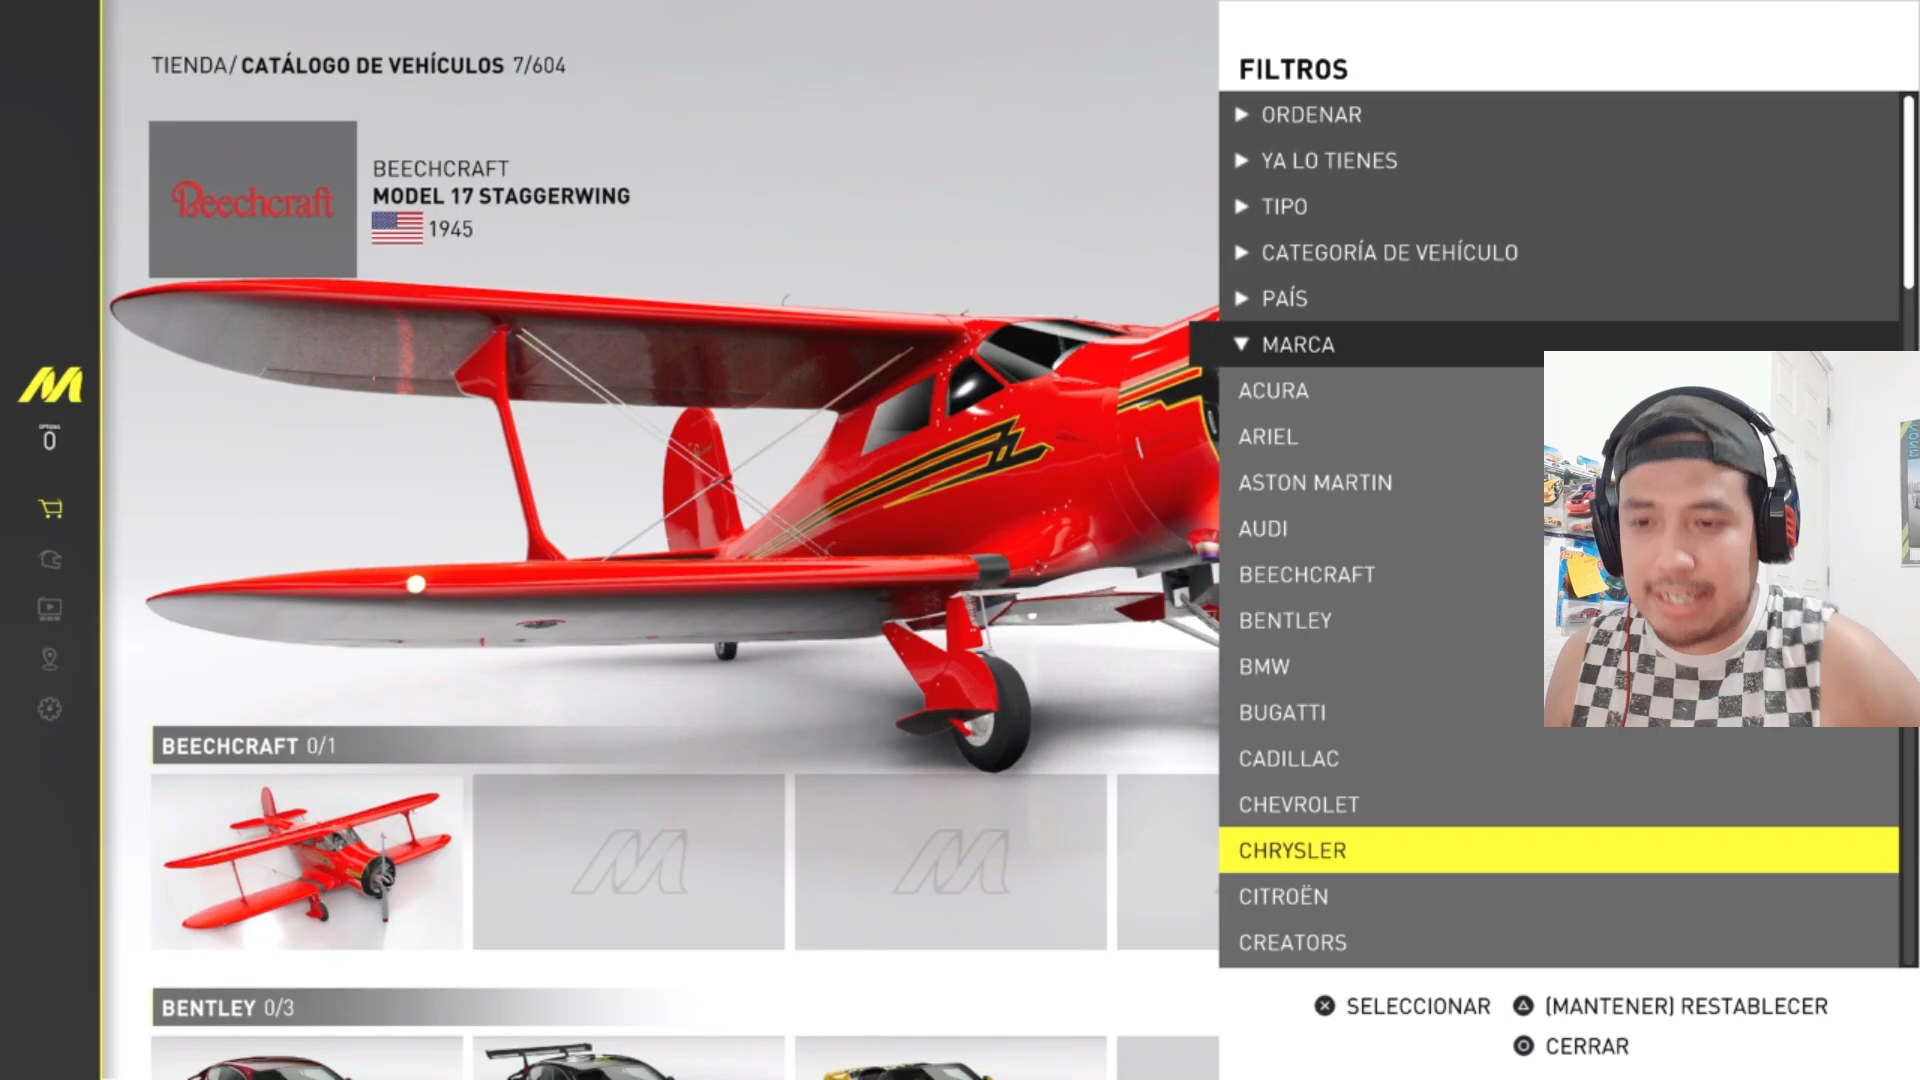 TIENDA/ CATÁLOGO DE VEHÍCULOS 7/604
Beechcraft
BEECHCRAFT
MODEL 17 STAGGERWING
1945
OPTIONS
0
BEECHCRAFT 0/1
BENTLEY 0/3
FILTROS
ORDENAR
YA LO TIENES
TIPO
CATEGORÍA DE VEHÍCULO
PAÍS
MARCA
ACURA
ARIEL
ASTON MARTIN
AUDI
BEECHCRAFT
BENTLEY
BMW
BUGATTI
CADILLAC
CHEVROLET
CHRYSLER
CITROËN
CREATORS
SELECCIONAR
(MANTENER) RESTABLECER
CERRAR